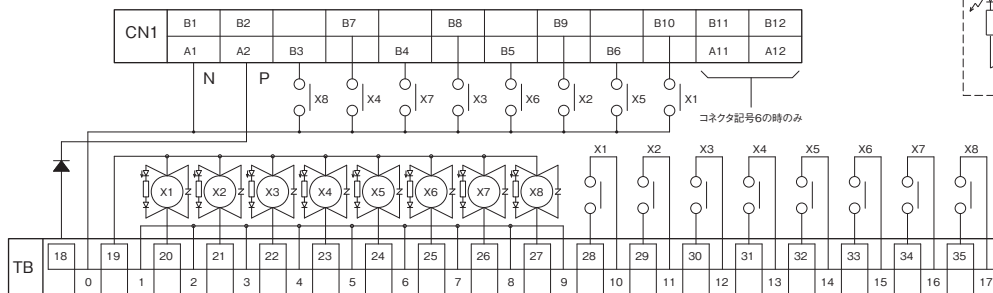 CN1
B1 B2 B7 B8 B9 B10 B11 B12
A1 A2 B3 B4 B5 B6 A11 A12
N P
X8 X4 X7 X3 X6 X2 X5 X1
コネクタ記号6の時のみ
X1 X2 X3 X4 X5 X6 X7 X8
X1 X2 X3 X4 X5 X6 X7 X8
Z Z Z Z Z Z Z Z
TB
18 19 20 21 22 23 24 25 26 27 28 29 30 31 32 33 34 35
0 1 2 3 4 5 6 7 8 9 10 11 12 13 14 15 16 17